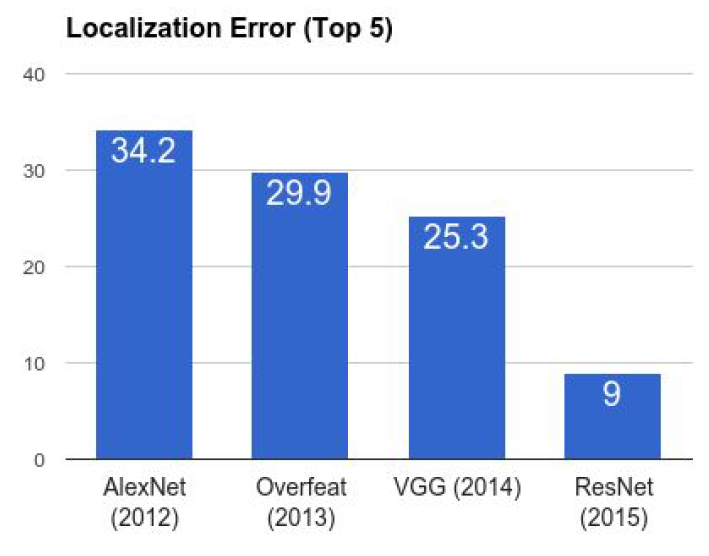 Localization Error (Top 5)
40
30
20
10
0
34.2
29.9
25.3
9
AlexNet
(2012)
Overfeat
(2013)
VGG (2014)
ResNet
(2015)